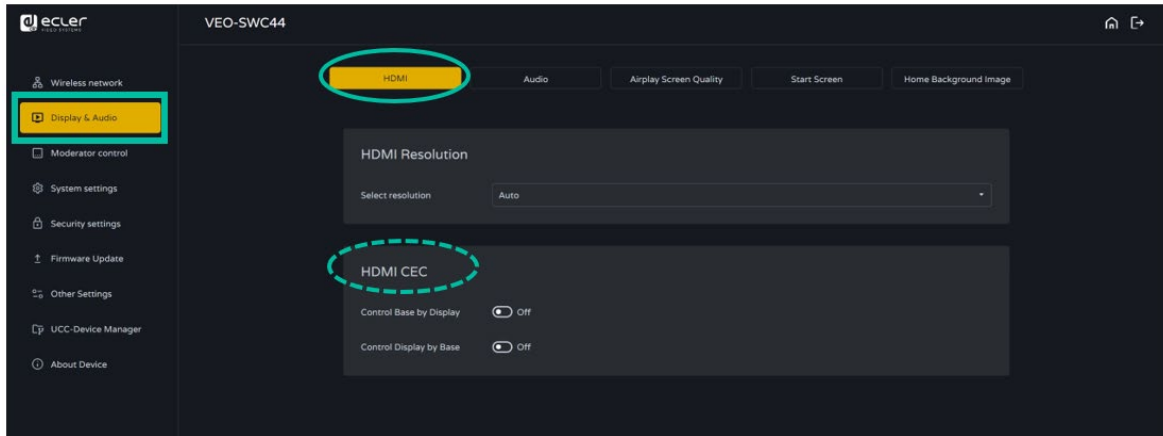 ecler
VIDEO SYSTEMS
VEO-SWC44
Wireless network
Display & Audio
Moderator control
System settings
Security settings
Firmware Update
Other Settings
UCC-Device Manager
About Device
HDMI
Audio
Airplay Screen Quality
Start Screen
Home Background Image
HDMI Resolution
Select resolution
Auto
HDMI CEC
Control Base by Display
Off
Control Display by Base
Off